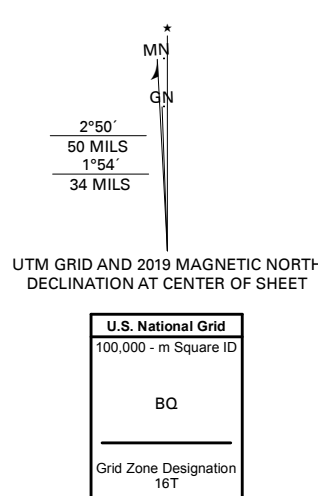 ★
MN
GN
2°50´
50 MILS
1°54´
34 MILS
UTM GRID AND 2019 MAGNETIC NORTH
DECLINATION AT CENTER OF SHEET
U.S. National Grid
100,000 - m Square ID
BQ
Grid Zone Designation
16T